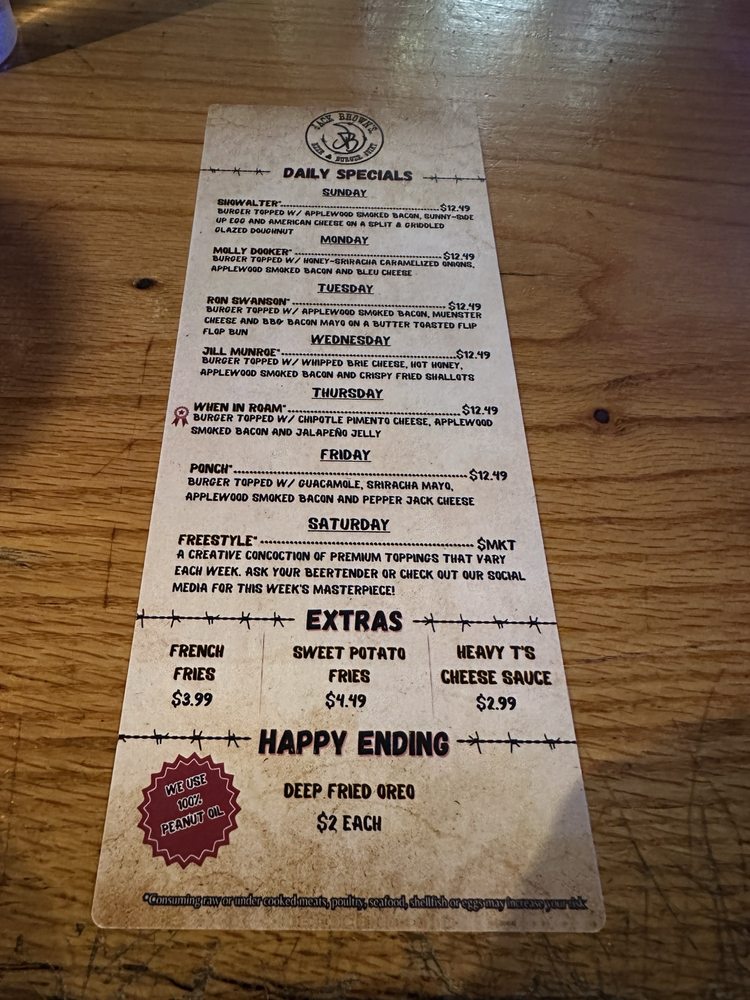 JACK BROWN'S
JB
BEER & BURGER JOINT
DAILY SPECIALS
SUNDAY
SHOWALTER*...$12.49
BURGER TOPPED W/ APPLEWOOD SMOKED BACON, SUNNY-SIDE
UP EGG AND AMERICAN CHEESE ON A SPLIT & GRIDDLED
GLAZED DOUGHNUT
MONDAY
MOLLY DOOKER*...$12.49
BURGER TOPPED W/ HONEY-SRIRACHA CARAMELIZED ONIONS,
APPLEWOOD SMOKED BACON AND BLEU CHEESE
TUESDAY
RON SWANSON*...$12.49
BURGER TOPPED W/ APPLEWOOD SMOKED BACON, MUENSTER
CHEESE AND BBQ BACON MAYO ON A BUTTER TOASTED FLIP
FLOP BUN
WEDNESDAY
JILL MUNROE*...$12.49
BURGER TOPPED W/ WHIPPED BRIE CHEESE, HOT HONEY,
APPLEWOOD SMOKED BACON AND CRISPY FRIED SHALLOTS
THURSDAY
WHEN IN ROAM*...$12.49
BURGER TOPPED W/ CHIPOTLE PIMENTO CHEESE, APPLEWOOD
SMOKED BACON AND JALAPEÑO JELLY
FRIDAY
PONCH*...$12.49
BURGER TOPPED W/ GUACAMOLE, SRIRACHA MAYO,
APPLEWOOD SMOKED BACON AND PEPPER JACK CHEESE
SATURDAY
FREESTYLE*...$MKT
A CREATIVE CONCOCTION OF PREMIUM TOPPINGS THAT VARY
EACH WEEK. ASK YOUR BEERTENDER OR CHECK OUT OUR SOCIAL
MEDIA FOR THIS WEEK'S MASTERPIECE!
EXTRAS
FRENCH
FRIES
$3.99
SWEET POTATO
FRIES
$4.49
HEAVY T'S
CHEESE SAUCE
$2.99
HAPPY ENDING
WE USE
100%
PEANUT OIL
DEEP FRIED OREO
$2 EACH
*Consuming raw or under cooked meats, poultry, seafood, shellfish or eggs may increase your risk